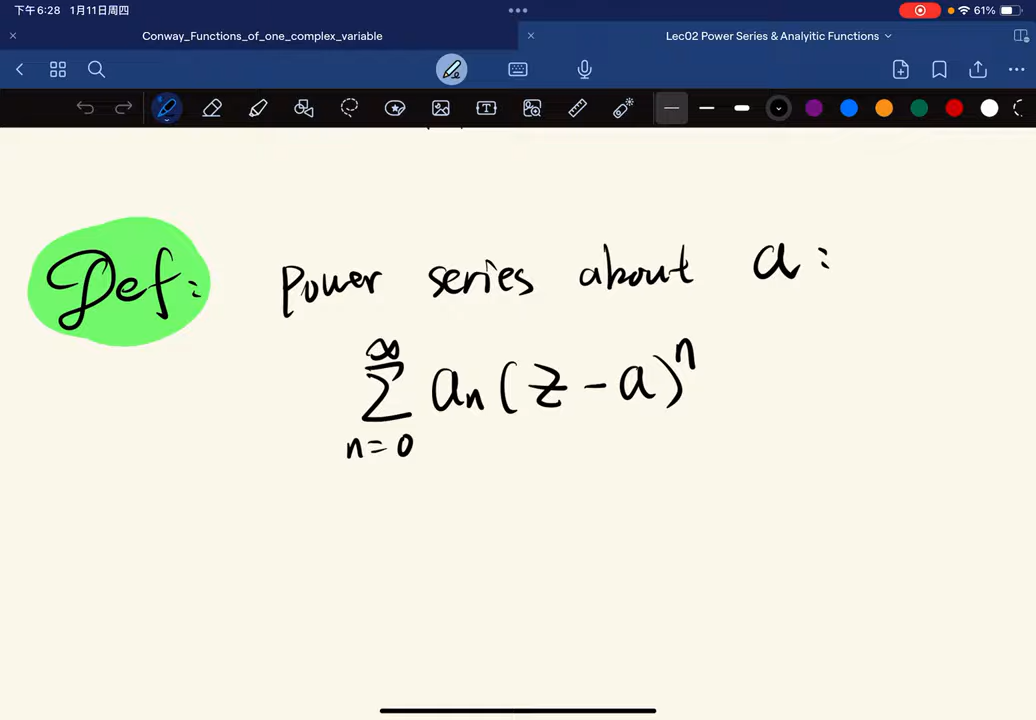 下午6:28 1月11日周四
61%
Conway_Functions_of_one_complex_variable
Lec02 Power Series & Analyitic Functions
Def: Power series about a:
∞
∑ aₙ(z-a)ⁿ
n=0